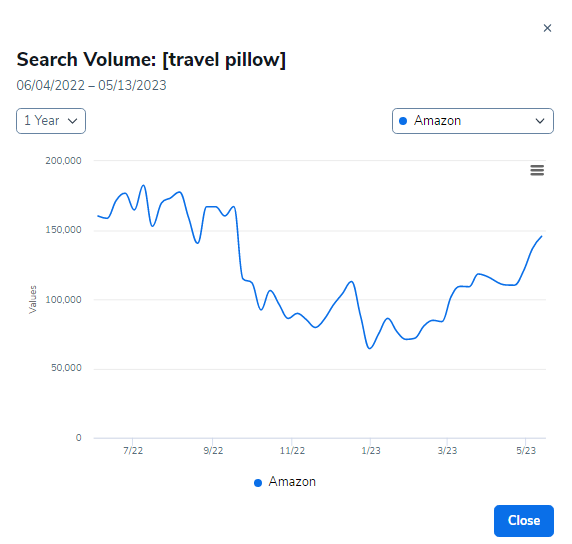 ×
Search Volume: [travel pillow]
06/04/2022 – 05/13/2023
1 Year
Amazon
200,000
150,000
100,000
50,000
0
Values
7/22 9/22 11/22 1/23 3/23 5/23
Amazon
Close